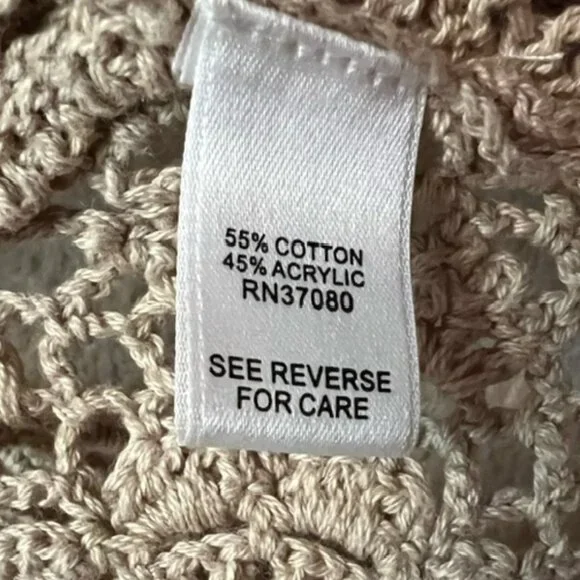 55% COTTON
45% ACRYLIC
RN37080
SEE REVERSE
FOR CARE